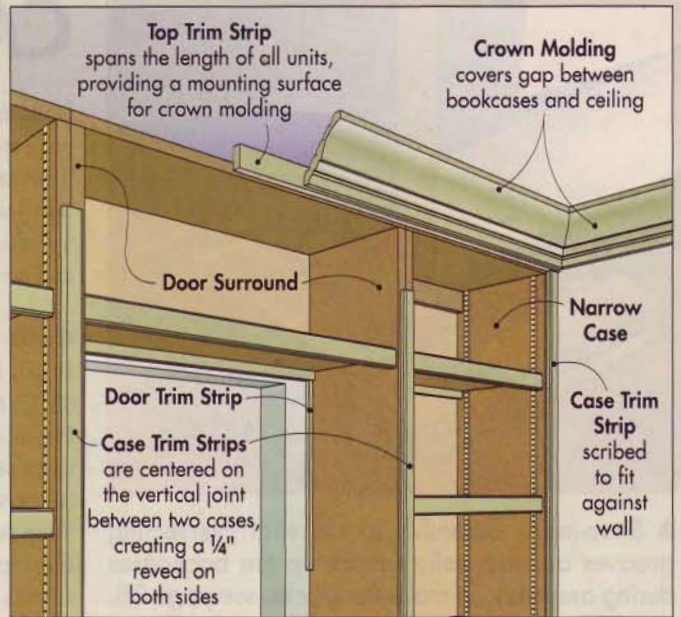 Top Trim Strip
spans the length of all units,
providing a mounting surface
for crown molding
Crown Molding
covers gap between
bookcases and ceiling
Door Surround
Narrow
Case
Door Trim Strip
Case Trim Strips
are centered on
the vertical joint
between two cases,
creating a ¼"
reveal on
both sides
Case Trim
Strip
scribed
to fit
against
wall